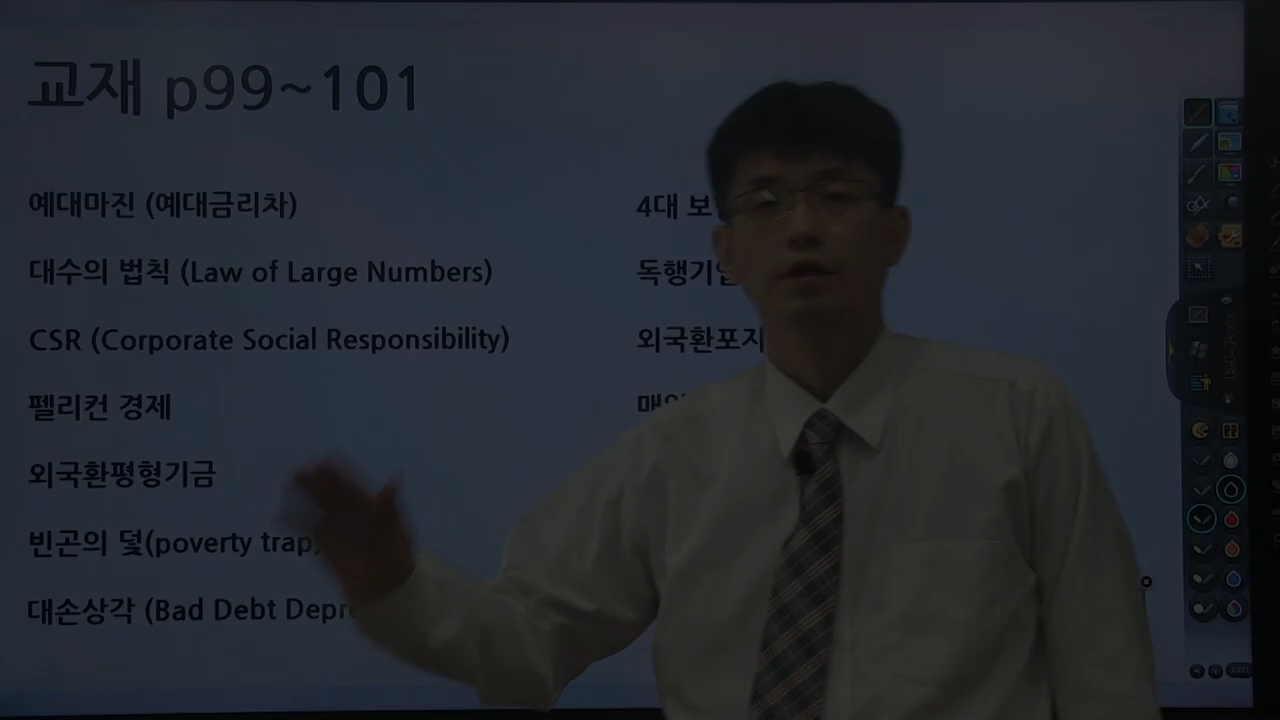 교재 p99~101
예대마진 (예대금리차)
대수의 법칙 (Law of Large Numbers)
CSR (Corporate Social Responsibility)
펠리컨 경제
외국환평형기금
빈곤의 덫(poverty trap)
대손상각 (Bad Debt
4대
독행기업
외국환포지
EXIT